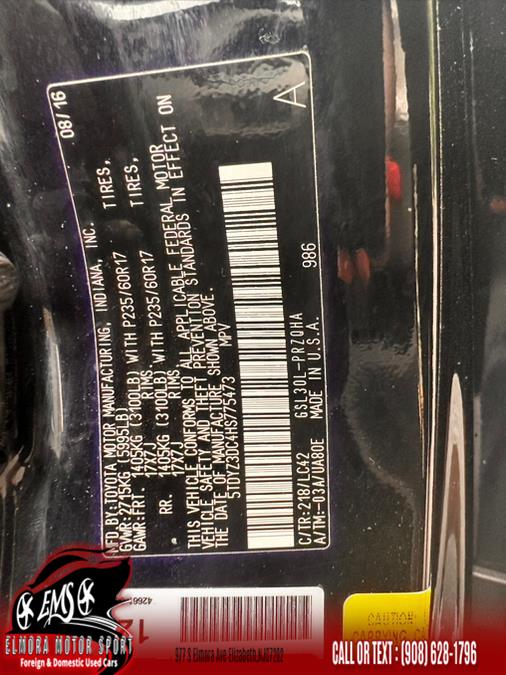 MFD.BY:TOYOTA MOTOR MANUFACTURING, INDIANA, INC. 08/16
GVWR:2715KG (5995LB)
GAWR:FRT. 1405KG (3100LB) WITH P235/60R17 TIRES,
17X7J RIMS
RR. 1405KG (3100LB) WITH P235/60R17 TIRES,
17X7J RIMS
THIS VEHICLE CONFORMS TO ALL APPLICABLE FEDERAL MOTOR
VEHICLE SAFETY AND THEFT PREVENTION STANDARDS IN EFFECT ON
THE DATE OF MANUFACTURE SHOWN ABOVE.
5TDYZ3DC4HS775473 MPV
A
C/TR:218/LC42 GSL30L-PRZQHA 986
A/TM:-03A/UA80E MADE IN U.S.A.
12
CAUTION:
EMS
ELMORA MOTOR SPORT
Foreign & Domestic Used Cars
977 S Elmora Ave Elizabeth,NJ07202
CALL OR TEXT : (908) 628-1796